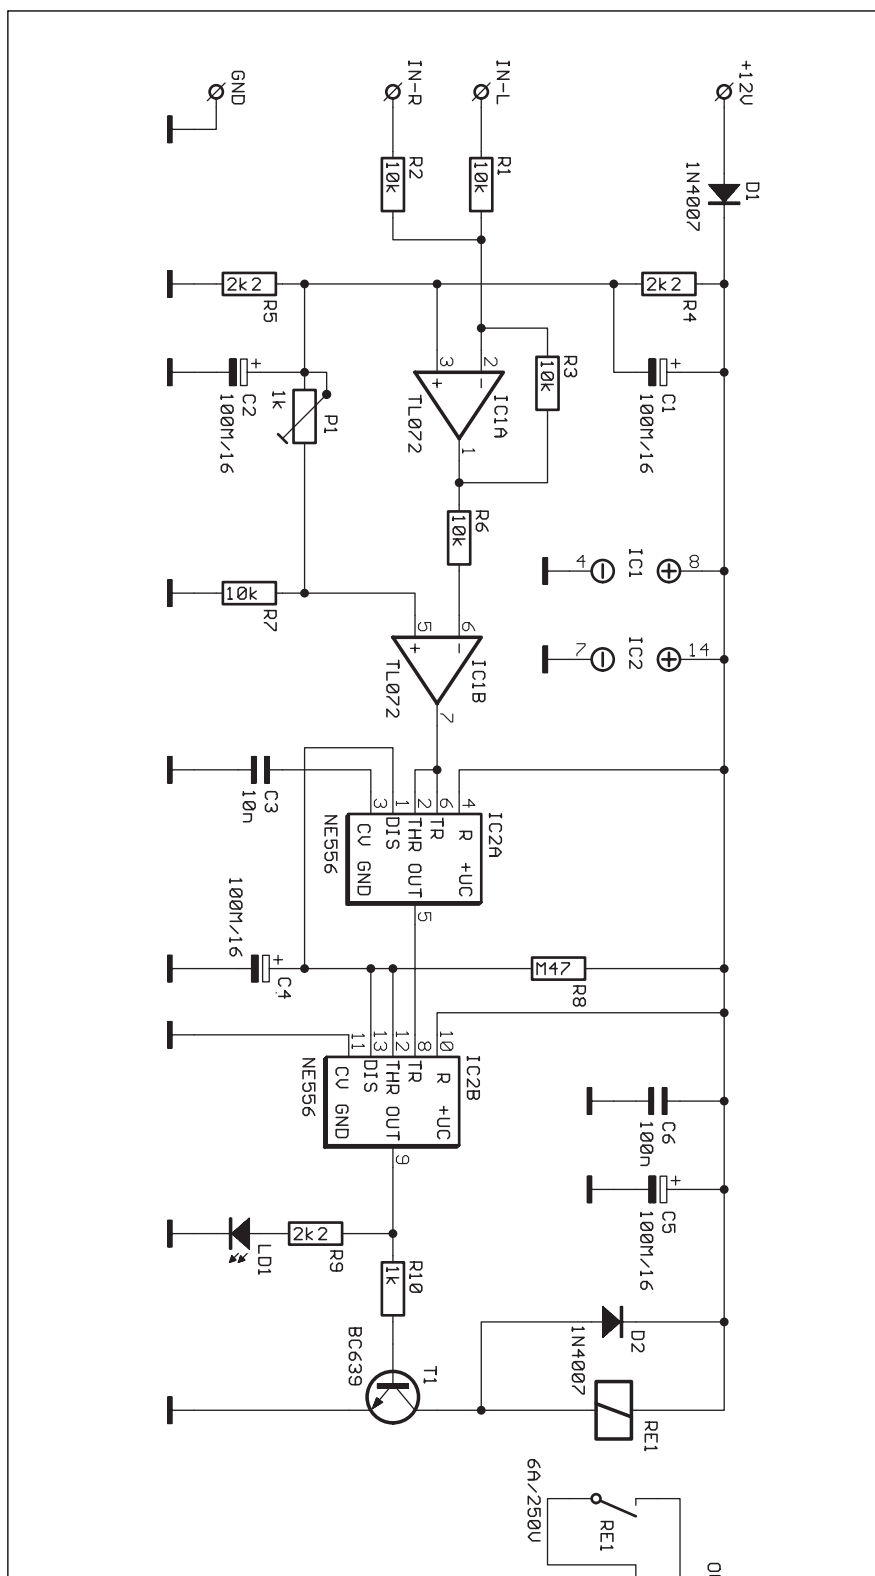 +12V
D1
1N4007
IN-L
R1
10k
IN-R
R2
10k
GND
R4
2k2
R5
2k2
C1
+
100M/16
C2
+
100M/16
P1
1k
R3
10k
IC1A
TL072
2
3
-
+
1
R6
10k
R7
10k
IC1
8
4
+
-
IC2
14
7
+
-
IC1B
TL072
6
5
-
+
7
C3
10n
IC2A
NE556
4
6
2
1
3
R
TR
THR
DIS
CV
+UC
OUT
GND
5
R8
M47
C4
+
100M/16
IC2B
NE556
10
8
12
13
11
R
TR
THR
DIS
CV
+UC
OUT
GND
9
C6
100n
C5
+
100M/16
R9
2k2
LD1
R10
1k
T1
BC639
D2
1N4007
RE1
RE1
6A/250V